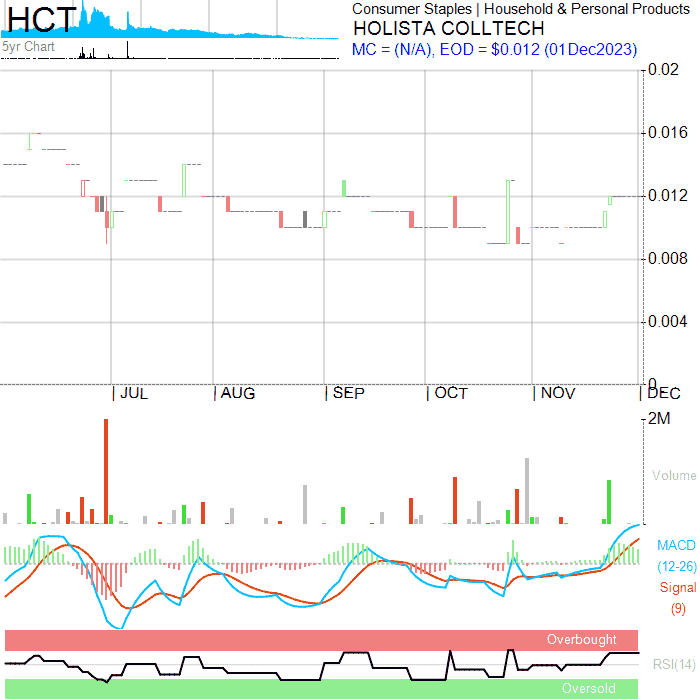 HCT
5yr Chart
Consumer Staples | Household & Personal Products
HOLISTA COLLTECH
MC = (N/A), EOD = $0.012 (01Dec2023)
0.02
0.016
0.012
0.008
0.004
0
JUL AUG SEP OCT NOV DEC
2M
Volume
MACD
(12-26)
Signal
(9)
Overbought
RSI(14)
Oversold